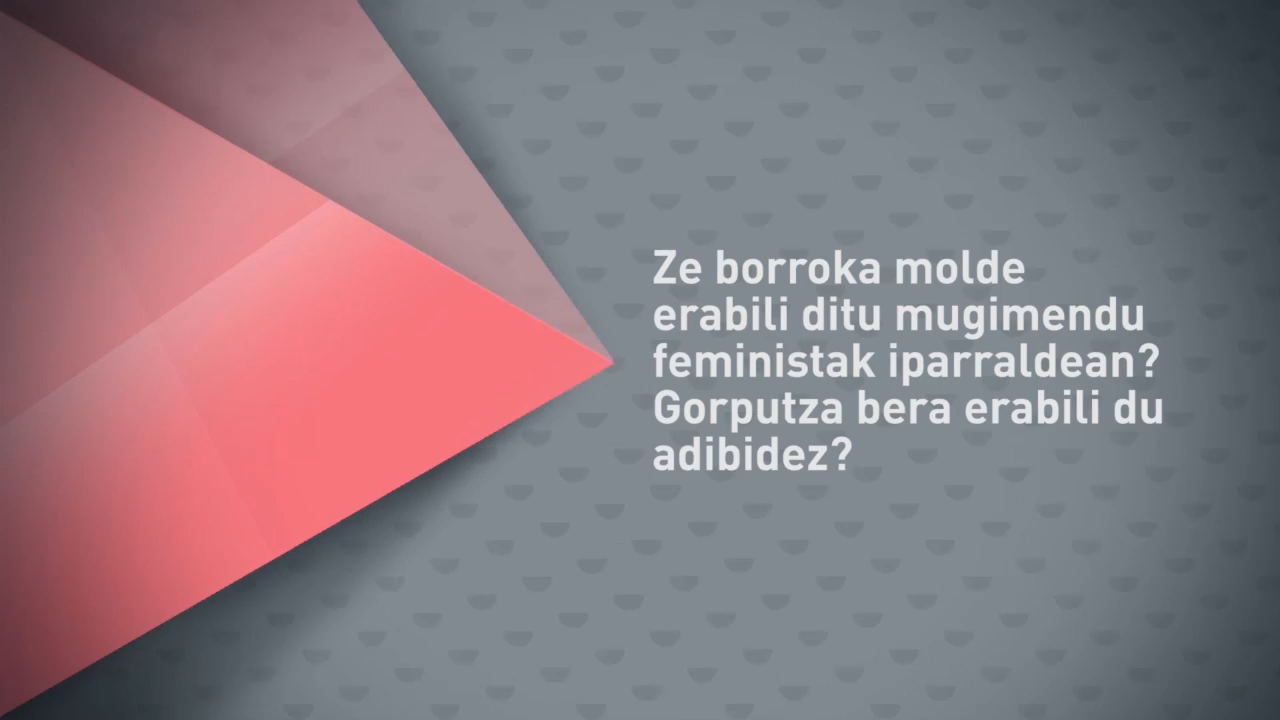 Ze borroka molde
erabili ditu mugimendu
feministak iparraldean?
Gorputza bera erabili du
adibidez?